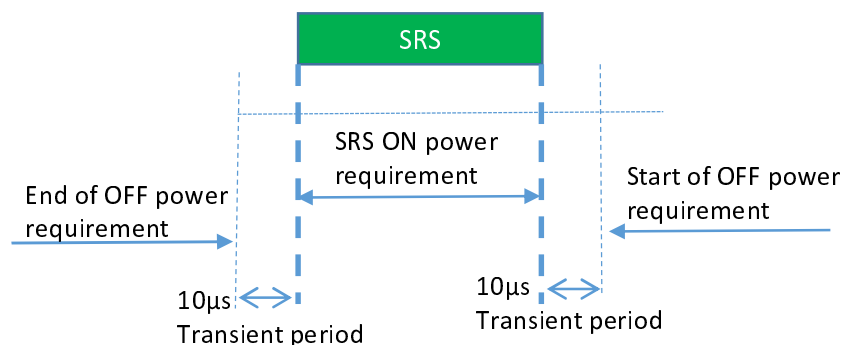 SRS
SRS ON power
requirement
End of OFF power
requirement
Start of OFF power
requirement
10µs
Transient period
10µs
Transient period